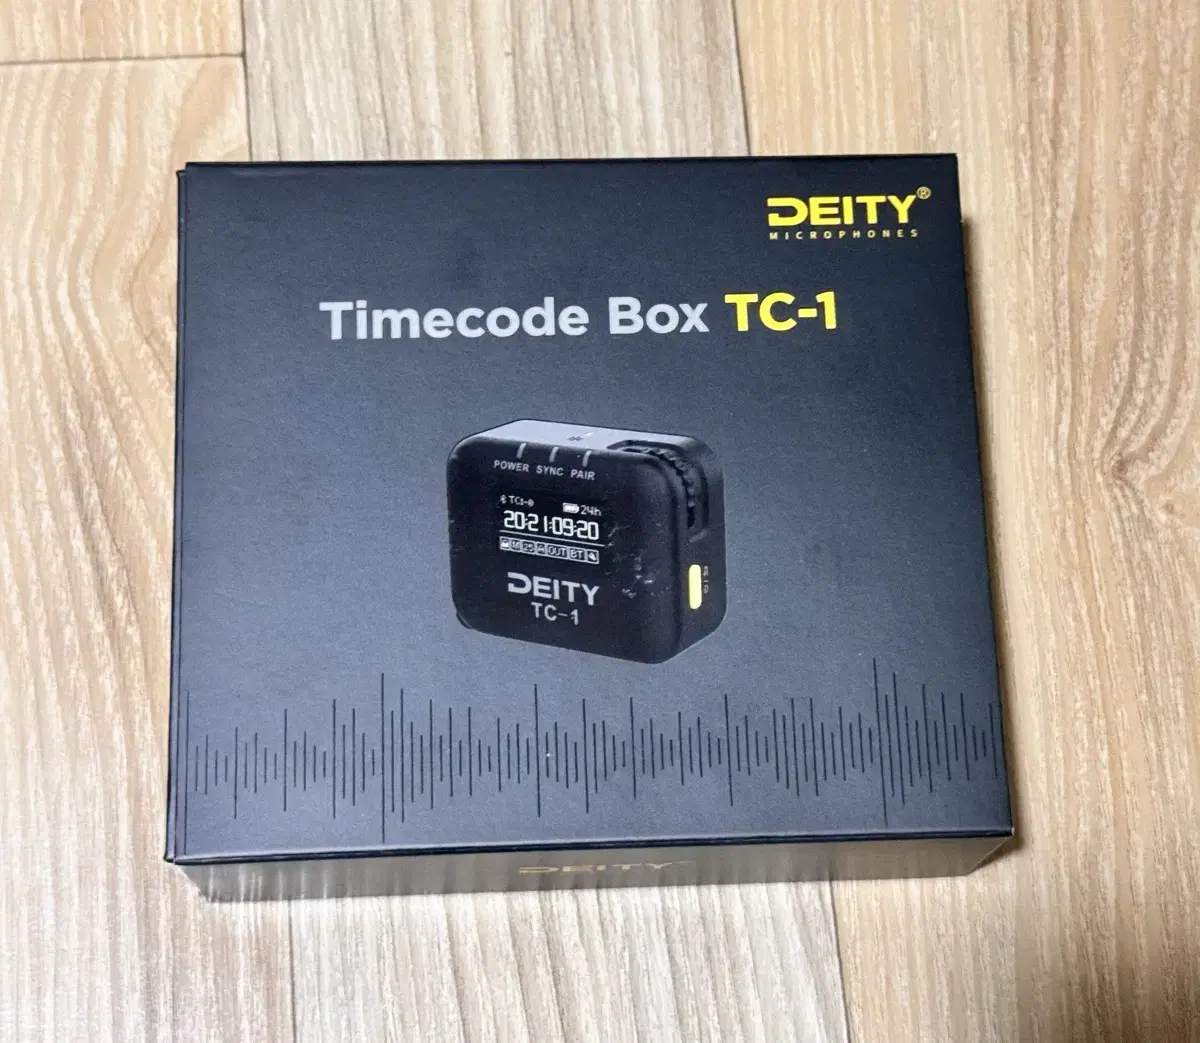 DEITY®
MICROPHONES
Timecode Box TC-1
POWER SYNC PAIR
24h
20:21:09:20
OUT BT
DEITY
TC-1
DEITY